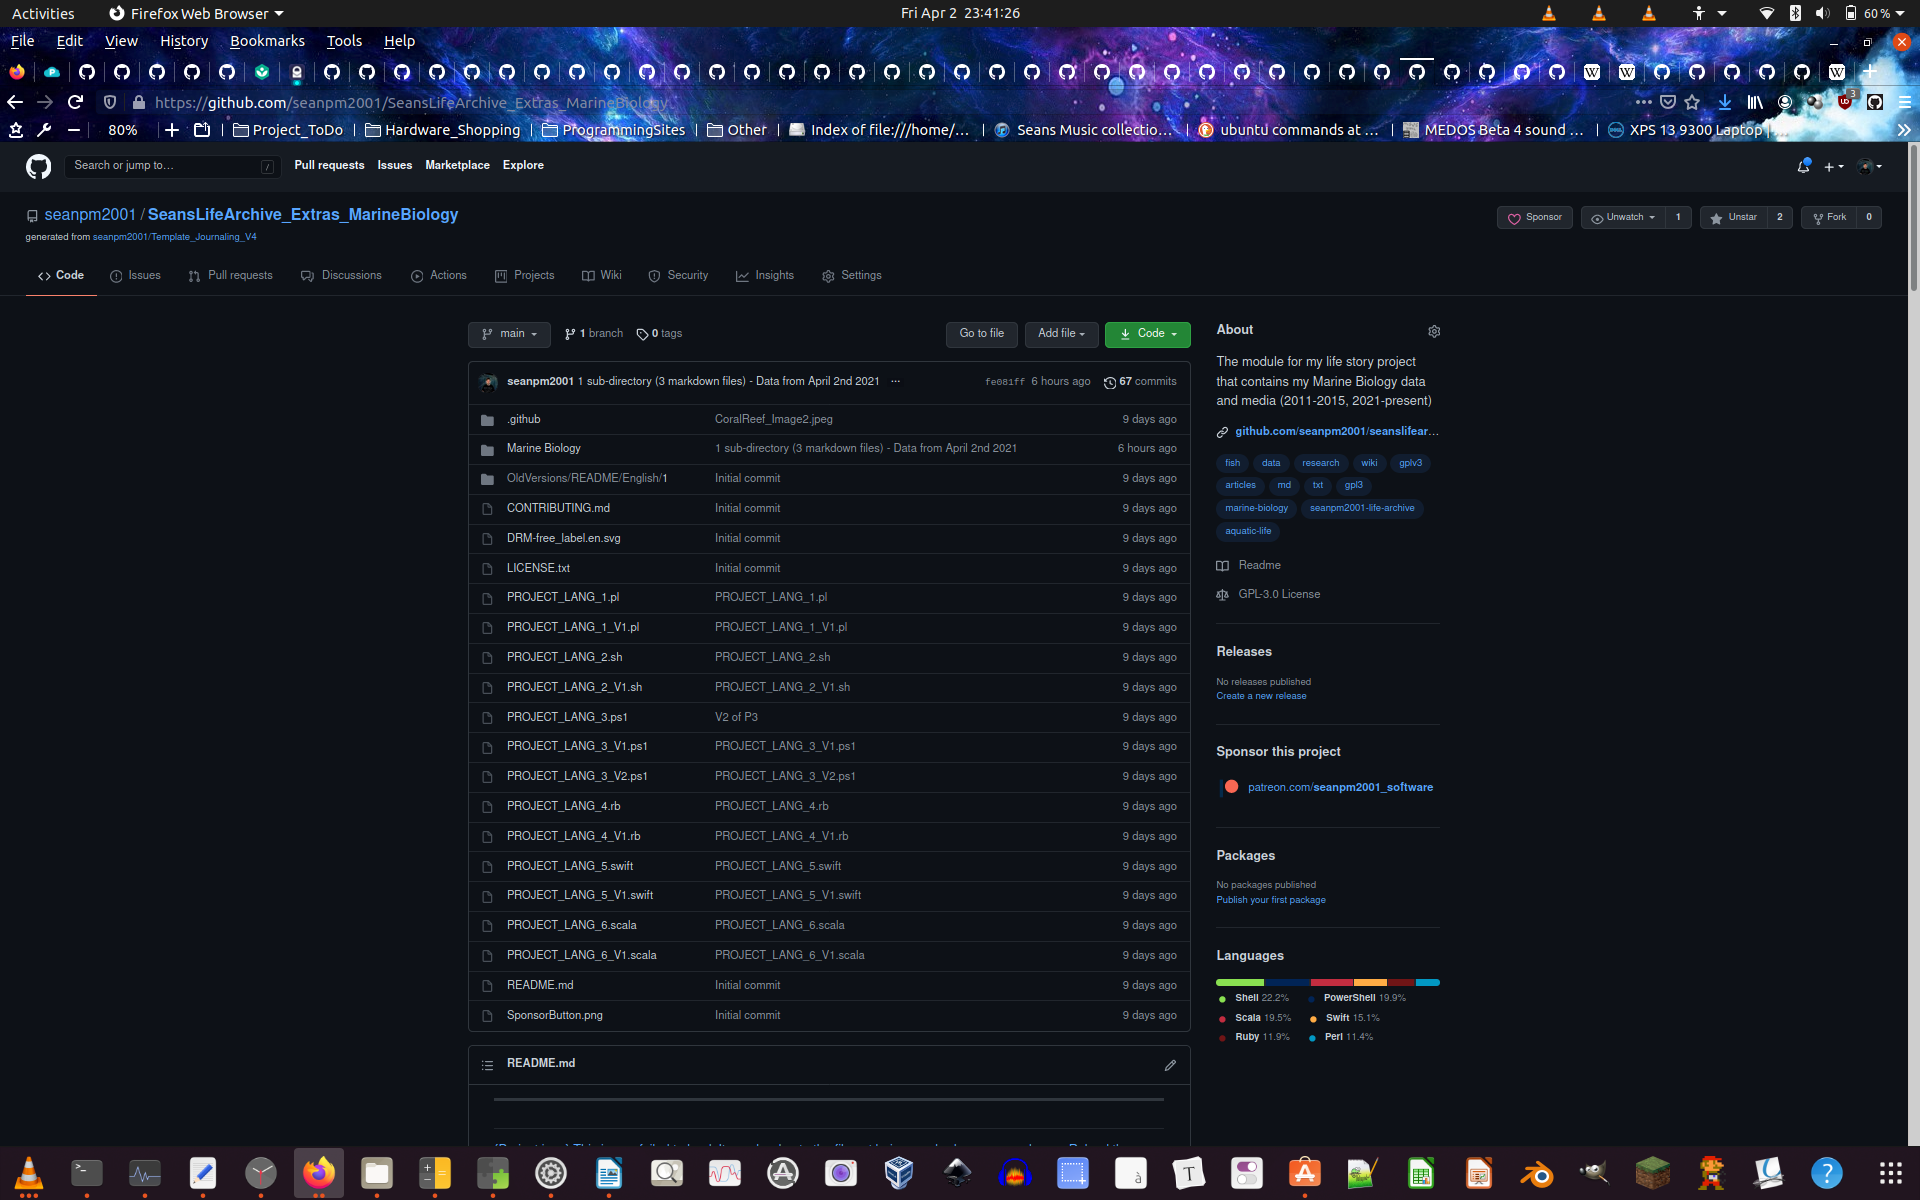 Activities
Firefox Web Browser
Fri Apr 2 23:41:26
60 %
File Edit View History Bookmarks Tools Help
https://github.com/seanpm2001/SeansLifeArchive_Extras_MarineBiology
3
80%
Project_ToDo
Hardware_Shopping
ProgrammingSites
Other
Index of file:///home/…
Seans Music collectio…
ubuntu commands at …
MEDOS Beta 4 sound …
XPS 13 9300 Laptop
Search or jump to…
/
Pull requests Issues Marketplace Explore
seanpm2001 / SeansLifeArchive_Extras_MarineBiology
Sponsor
Unwatch 1
Unstar 2
Fork 0
generated from seanpm2001/Template_Journaling_V4
Code Issues Pull requests Discussions Actions Projects Wiki Security Insights Settings
main
1 branch
0 tags
Go to file
Add file
Code
seanpm2001 1 sub-directory (3 markdown files) - Data from April 2nd 2021 ... fe081ff 6 hours ago 67 commits
.github CoralReef_Image2.jpeg 9 days ago
Marine Biology 1 sub-directory (3 markdown files) - Data from April 2nd 2021 6 hours ago
OldVersions/README/English/1 Initial commit 9 days ago
CONTRIBUTING.md Initial commit 9 days ago
DRM-free_label.en.svg Initial commit 9 days ago
LICENSE.txt Initial commit 9 days ago
PROJECT_LANG_1.pl PROJECT_LANG_1.pl 9 days ago
PROJECT_LANG_1_V1.pl PROJECT_LANG_1_V1.pl 9 days ago
PROJECT_LANG_2.sh PROJECT_LANG_2.sh 9 days ago
PROJECT_LANG_2_V1.sh PROJECT_LANG_2_V1.sh 9 days ago
PROJECT_LANG_3.ps1 V2 of P3 9 days ago
PROJECT_LANG_3_V1.ps1 PROJECT_LANG_3_V1.ps1 9 days ago
PROJECT_LANG_3_V2.ps1 PROJECT_LANG_3_V2.ps1 9 days ago
PROJECT_LANG_4.rb PROJECT_LANG_4.rb 9 days ago
PROJECT_LANG_4_V1.rb PROJECT_LANG_4_V1.rb 9 days ago
PROJECT_LANG_5.swift PROJECT_LANG_5.swift 9 days ago
PROJECT_LANG_5_V1.swift PROJECT_LANG_5_V1.swift 9 days ago
PROJECT_LANG_6.scala PROJECT_LANG_6.scala 9 days ago
PROJECT_LANG_6_V1.scala PROJECT_LANG_6_V1.scala 9 days ago
README.md Initial commit 9 days ago
SponsorButton.png Initial commit 9 days ago
README.md
About
The module for my life story project
that contains my Marine Biology data
and media (2011-2015, 2021-present)
github.com/seanpm2001/seanslifear…
fish data research wiki gplv3
articles md txt gpl3
marine-biology seanpm2001-life-archive
aquatic-life
Readme
GPL-3.0 License
Releases
No releases published
Create a new release
Sponsor this project
patreon.com/seanpm2001_software
Packages
No packages published
Publish your first package
Languages
Shell 22.2% PowerShell 19.9%
Scala 19.5% Swift 15.1%
Ruby 11.9% Perl 11.4%